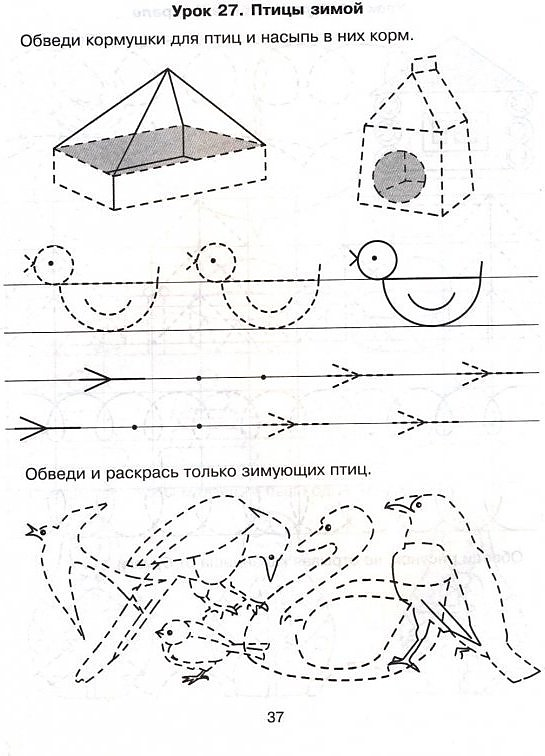 Урок 27. Птицы зимой
Обведи кормушки для птиц и насыпь в них корм.
Обведи и раскрась только зимующих птиц.
37